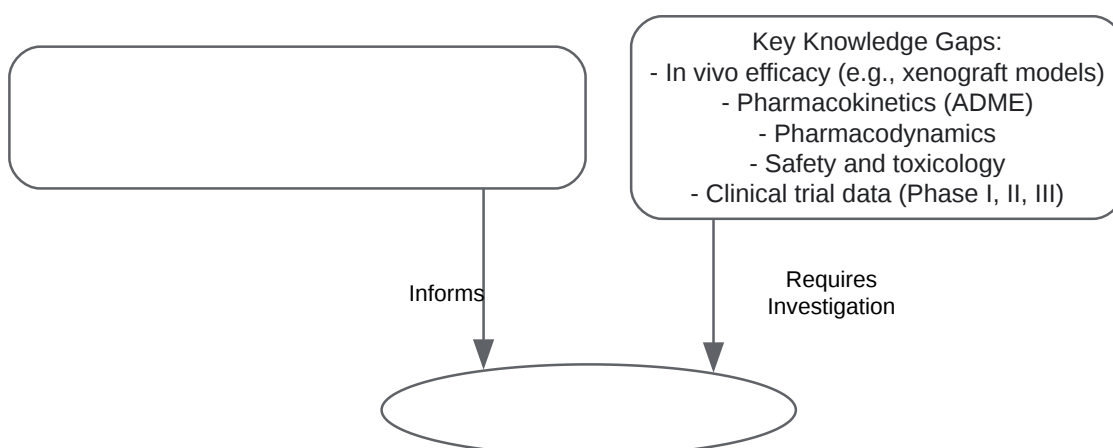 Key Knowledge Gaps:
- In vivo efficacy (e.g., xenograft models)
- Pharmacokinetics (ADME)
- Pharmacodynamics
- Safety and toxicology
- Clinical trial data (Phase I, II, III)
Informs
Requires
Investigation